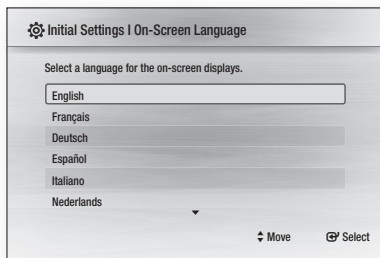 Initial Settings I On-Screen Language
Select a language for the on-screen displays.
English
Français
Deutsch
Español
Italiano
Nederlands
Move Select